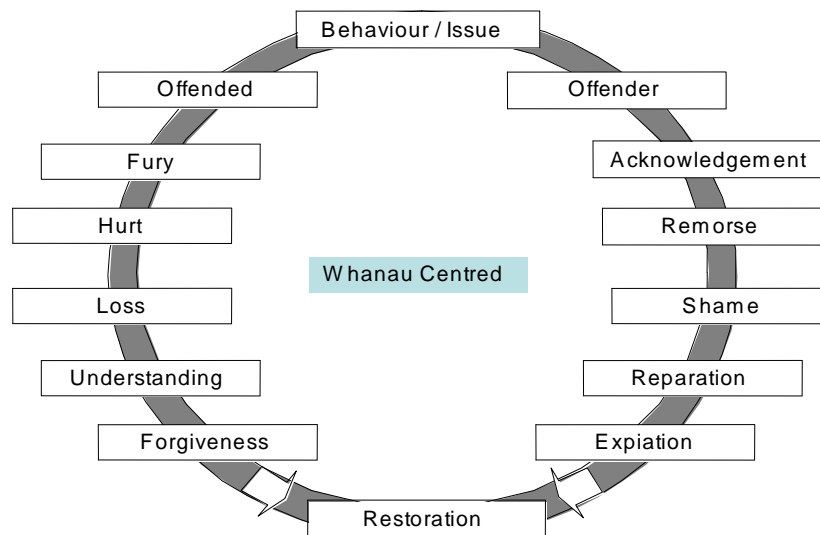 Behaviour / Issue
Offended
Offender
Fury
Acknowledgement
Hurt
Remorse
Whanau Centred
Loss
Shame
Understanding
Reparation
Forgiveness
Expiation
Restoration